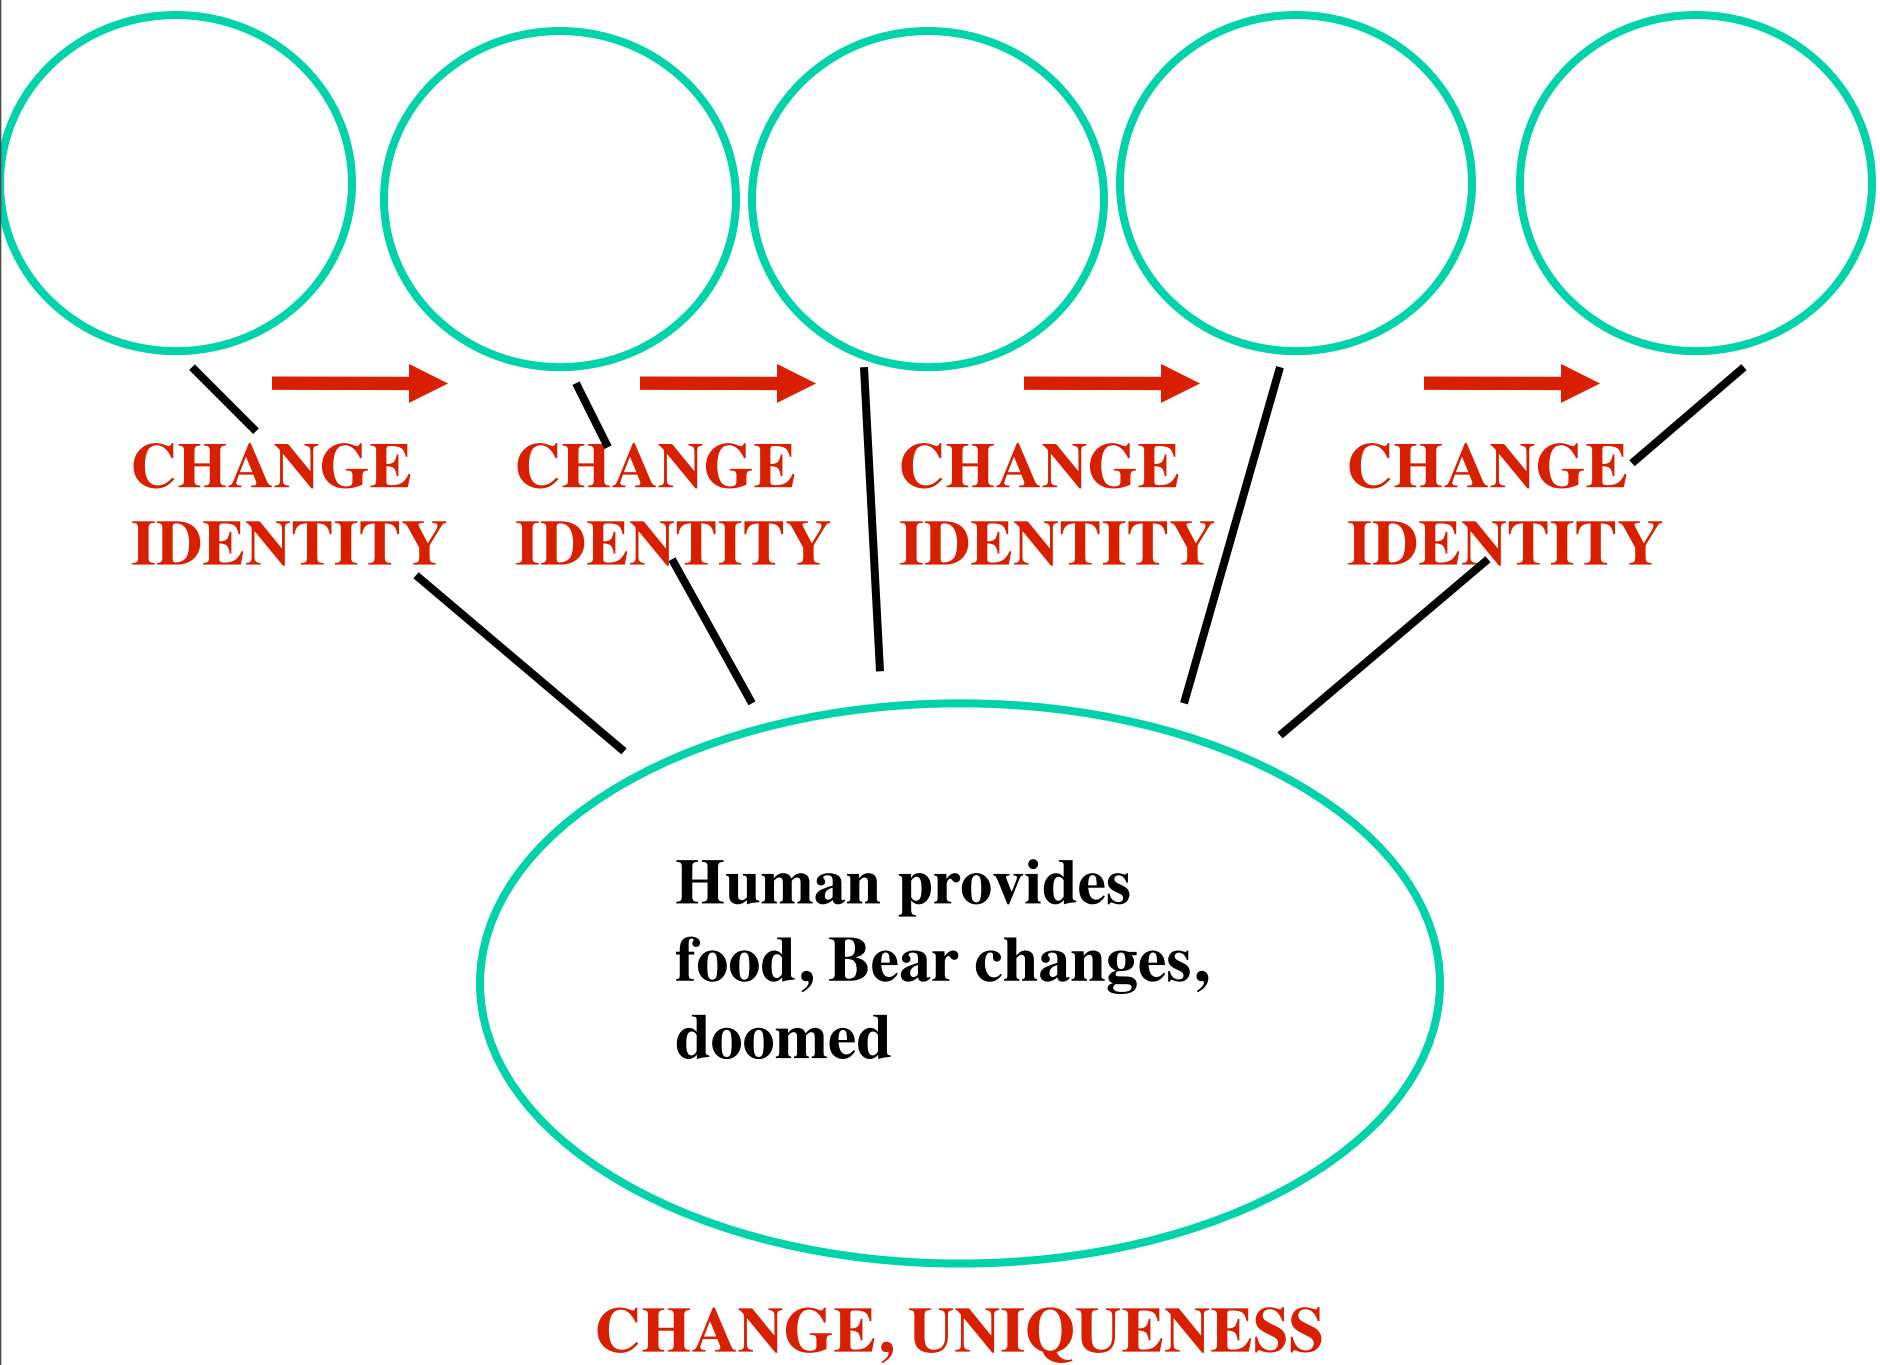 CHANGE IDENTITY
CHANGE IDENTITY
CHANGE IDENTITY
CHANGE IDENTITY
Human provides
food, Bear changes,
doomed
CHANGE, UNIQUENESS